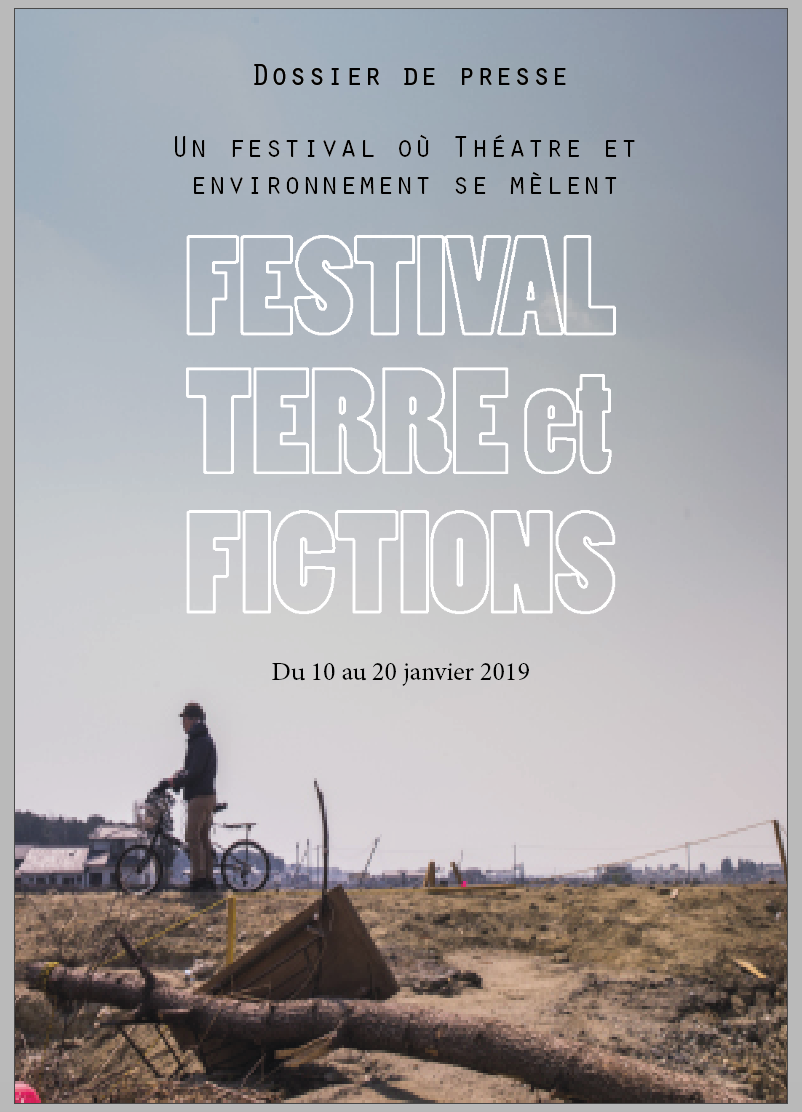 Dossier de presse
Un festival où Théatre et
environnement se mèlent
FESTIVAL
TERRE et
FICTIONS
Du 10 au 20 janvier 2019